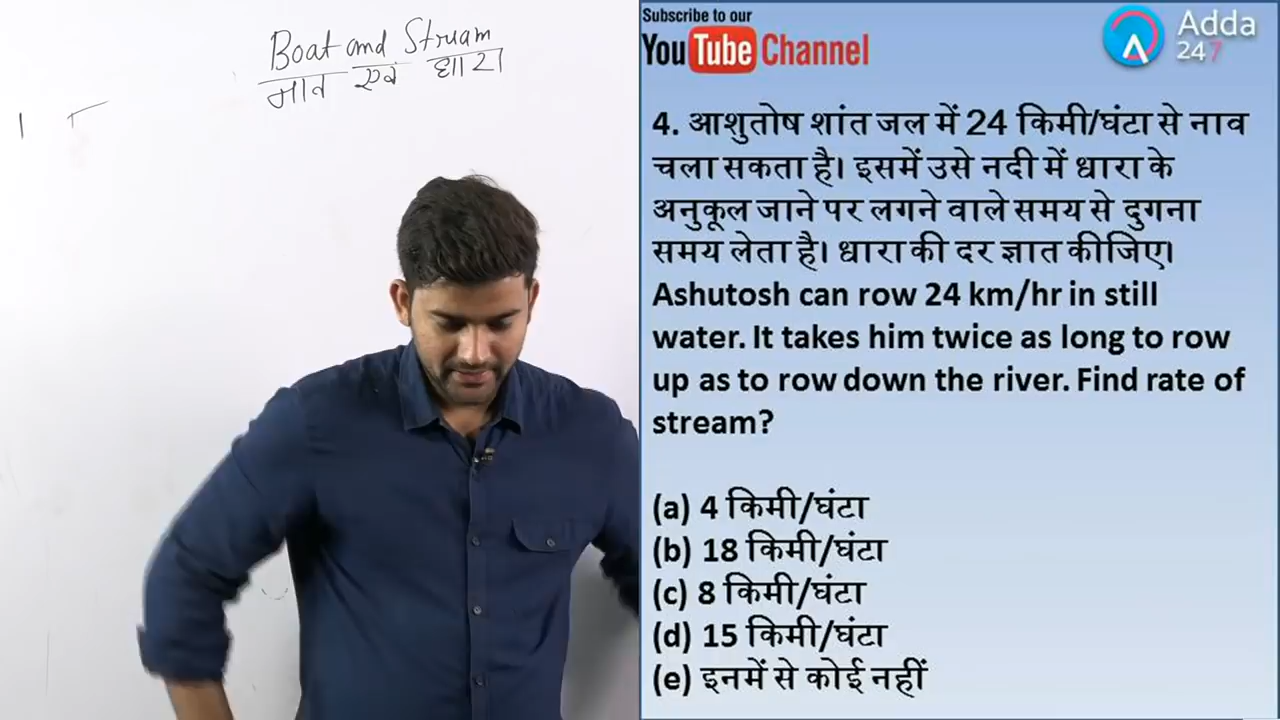 Boat and Stream
नाव एवं धारा
Subscribe to our
YouTube Channel
Adda
247
4. आशुतोष शांत जल में 24 किमी/घंटा से नाव
चला सकता है। इसमें उसे नदी में धारा के
अनुकूल जाने पर लगने वाले समय से दुगना
समय लेता है। धारा की दर ज्ञात कीजिए।
Ashutosh can row 24 km/hr in still
water. It takes him twice as long to row
up as to row down the river. Find rate of
stream?
(a) 4 किमी/घंटा
(b) 18 किमी/घंटा
(c) 8 किमी/घंटा
(d) 15 किमी/घंटा
(e) इनमें से कोई नहीं